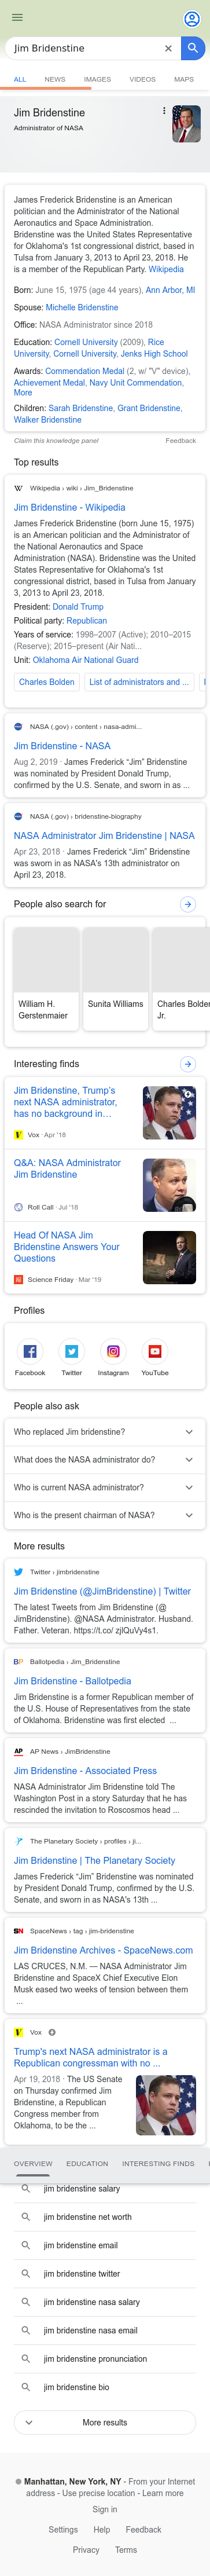 Jim Bridenstine
ALL NEWS IMAGES VIDEOS MAPS
Jim Bridenstine
Administrator of NASA
James Frederick Bridenstine is an American
politician and the Administrator of the National
Aeronautics and Space Administration.
Bridenstine was the United States Representative
for Oklahoma's 1st congressional district, based in
Tulsa from January 3, 2013 to April 23, 2018. He
is a member of the Republican Party. Wikipedia
Born: June 15, 1975 (age 44 years), Ann Arbor, MI
Spouse: Michelle Bridenstine
Office: NASA Administrator since 2018
Education: Cornell University (2009), Rice
University, Cornell University, Jenks High School
Awards: Commendation Medal (2, w/ "V" device),
Achievement Medal, Navy Unit Commendation,
More
Children: Sarah Bridenstine, Grant Bridenstine,
Walker Bridenstine
Claim this knowledge panel Feedback
Top results
W Wikipedia › wiki › Jim_Bridenstine
Jim Bridenstine - Wikipedia
James Frederick Bridenstine (born June 15, 1975)
is an American politician and the Administrator of
the National Aeronautics and Space
Administration (NASA). Bridenstine was the United
States Representative for Oklahoma's 1st
congressional district, based in Tulsa from January
3, 2013 to April 23, 2018.
President: Donald Trump
Political party: Republican
Years of service: 1998–2007 (Active); 2010–2015
(Reserve); 2015–present (Air Nati...
Unit: Oklahoma Air National Guard
Charles Bolden List of administrators and ...
NASA (.gov) › content › nasa-admi...
Jim Bridenstine - NASA
Aug 2, 2019 · James Frederick “Jim” Bridenstine
was nominated by President Donald Trump,
confirmed by the U.S. Senate, and sworn in as ...
NASA (.gov) › bridenstine-biography
NASA Administrator Jim Bridenstine | NASA
Apr 23, 2018 · James Frederick “Jim” Bridenstine
was sworn in as NASA's 13th administrator on
April 23, 2018.
People also search for
William H.
Gerstenmaier
Sunita Williams
Charles Bolden
Jr.
Interesting finds
Jim Bridenstine, Trump’s
next NASA administrator,
has no background in…
V Vox · Apr '18
Q&A: NASA Administrator
Jim Bridenstine
Roll Call · Jul '18
Head Of NASA Jim
Bridenstine Answers Your
Questions
Science Friday · Mar '19
Profiles
Facebook Twitter Instagram YouTube
People also ask
Who replaced Jim bridenstine?
What does the NASA administrator do?
Who is current NASA administrator?
Who is the present chairman of NASA?
More results
Twitter › jimbridenstine
Jim Bridenstine (@JimBridenstine) | Twitter
The latest Tweets from Jim Bridenstine (@
JimBridenstine). @NASA Administrator. Husband.
Father. Veteran. https://t.co/ zjlQuVy4s1.
BP Ballotpedia › Jim_Bridenstine
Jim Bridenstine - Ballotpedia
Jim Bridenstine is a former Republican member of
the U.S. House of Representatives from the state
of Oklahoma. Bridenstine was first elected ...
AP AP News › JimBridenstine
Jim Bridenstine - Associated Press
NASA Administrator Jim Bridenstine told The
Washington Post in a story Saturday that he has
rescinded the invitation to Roscosmos head ...
The Planetary Society › profiles › ji...
Jim Bridenstine | The Planetary Society
James Frederick “Jim” Bridenstine was nominated
by President Donald Trump, confirmed by the U.S.
Senate, and sworn in as NASA's 13th ...
SN SpaceNews › tag › jim-bridenstine
Jim Bridenstine Archives - SpaceNews.com
LAS CRUCES, N.M. — NASA Administrator Jim
Bridenstine and SpaceX Chief Executive Elon
Musk eased two weeks of tension between them
...
V Vox
Trump's next NASA administrator is a
Republican congressman with no ...
Apr 19, 2018 · The US Senate
on Thursday confirmed Jim
Bridenstine, a Republican
Congress member from
Oklahoma, to be the ...
OVERVIEW EDUCATION INTERESTING FINDS
jim bridenstine salary
jim bridenstine net worth
jim bridenstine email
jim bridenstine twitter
jim bridenstine nasa salary
jim bridenstine nasa email
jim bridenstine pronunciation
jim bridenstine bio
More results
Manhattan, New York, NY - From your Internet
address - Use precise location - Learn more
Sign in
Settings Help Feedback
Privacy Terms